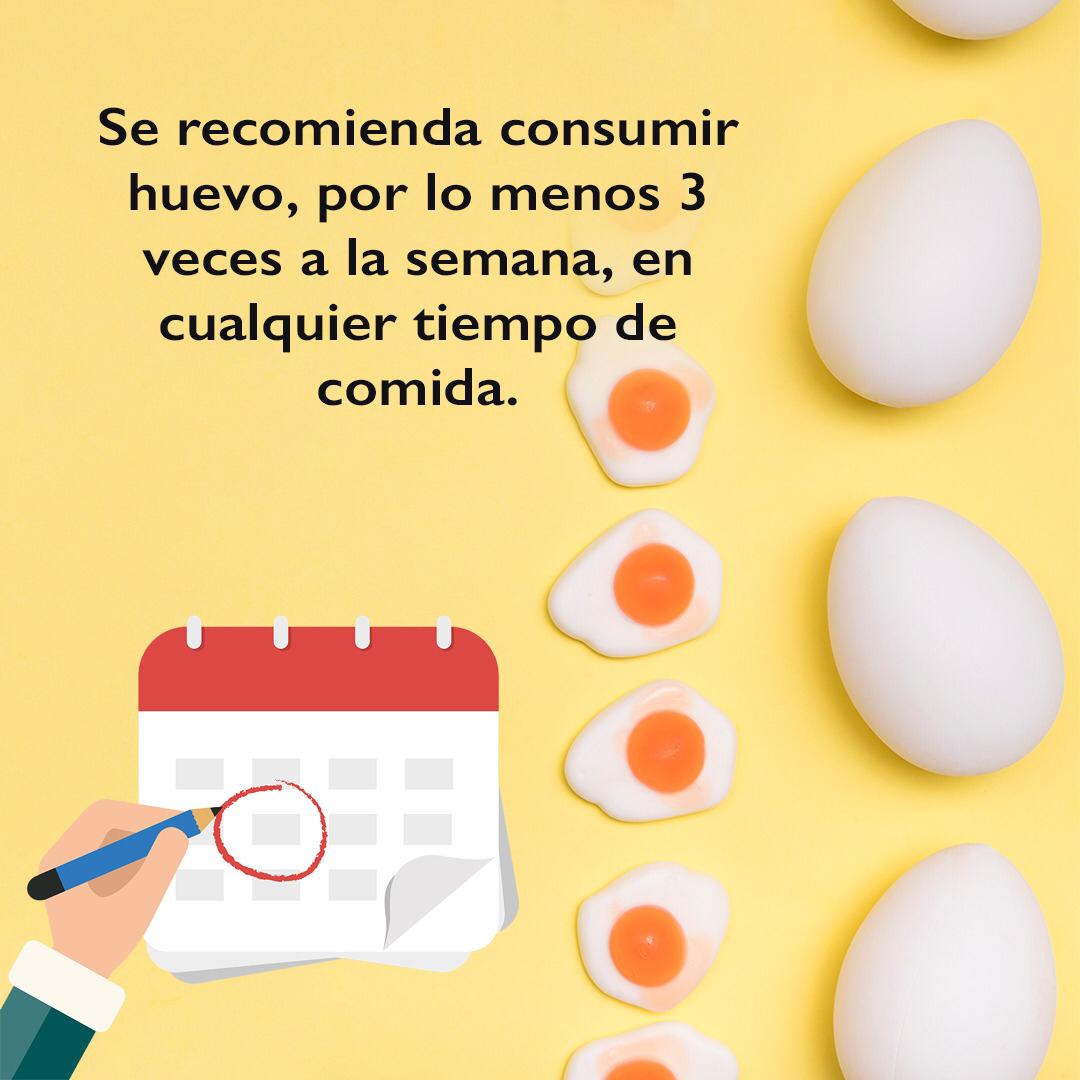 Se recomienda consumir
huevo, por lo menos 3
veces a la semana, en
cualquier tiempo de
comida.